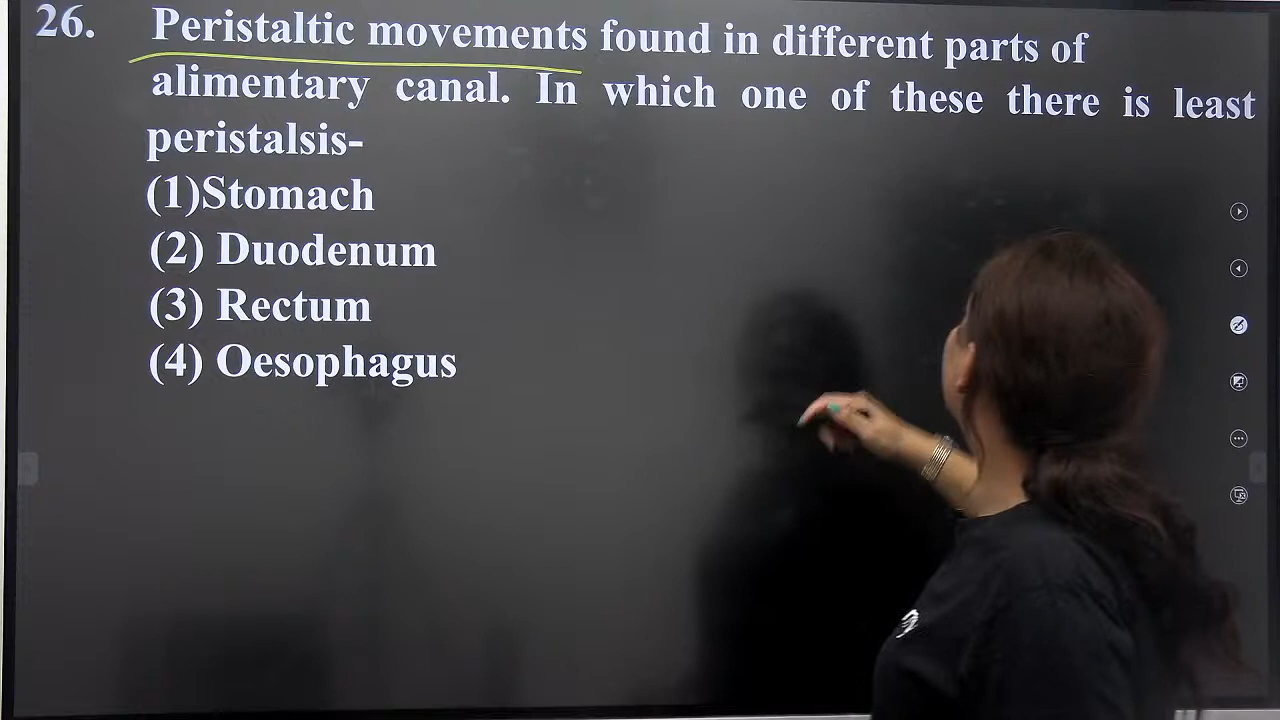 26. Peristaltic movements found in different parts of
alimentary canal. In which one of these there is least
peristalsis-
(1)Stomach
(2) Duodenum
(3) Rectum
(4) Oesophagus